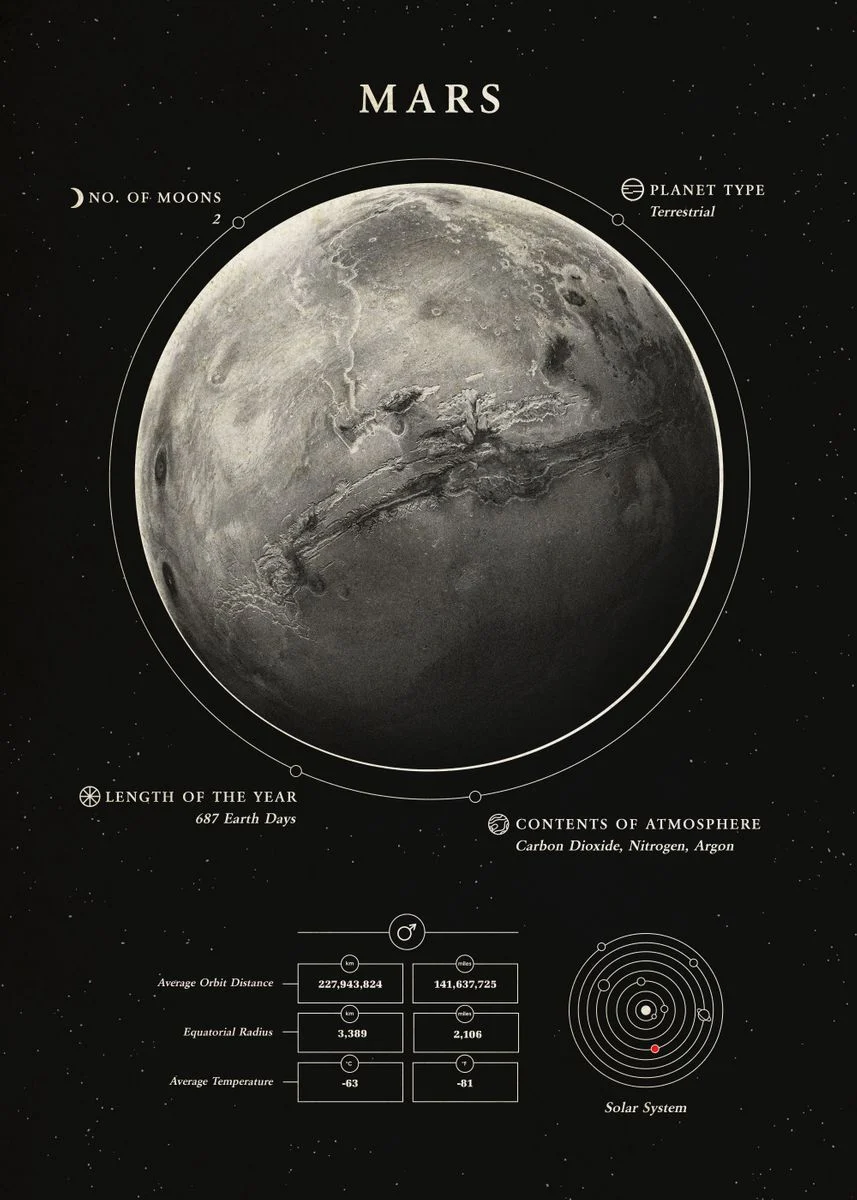 MARS
NO. OF MOONS
2
PLANET TYPE
Terrestrial
LENGTH OF THE YEAR
687 Earth Days
CONTENTS OF ATMOSPHERE
Carbon Dioxide, Nitrogen, Argon
km miles
Average Orbit Distance 227,943,824 141,637,725
km miles
Equatorial Radius 3,389 2,106
°C °F
Average Temperature -63 -81
Solar System